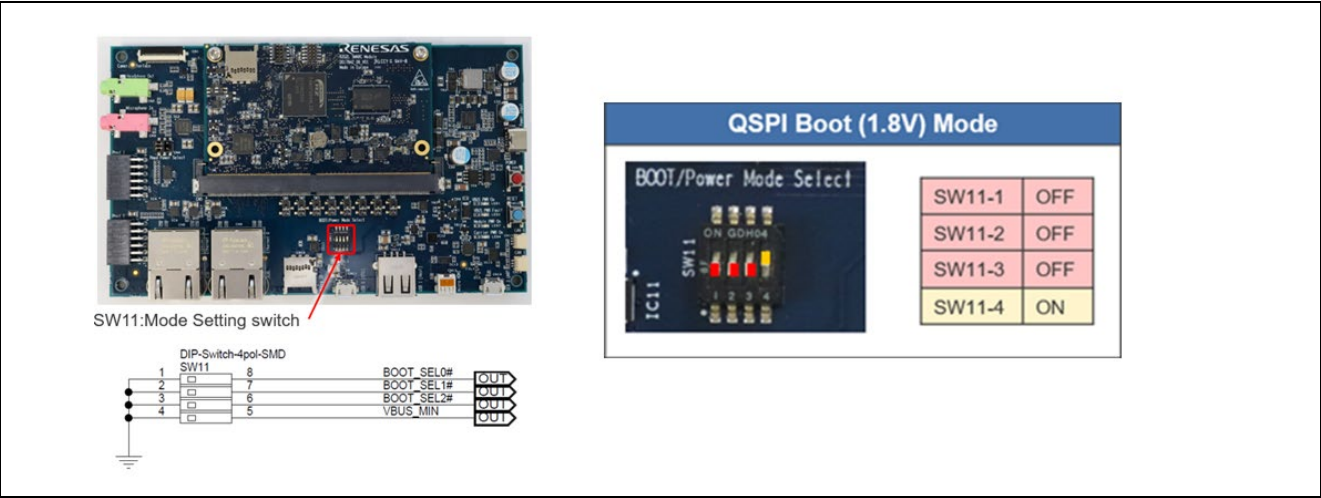 RENESAS
SW11:Mode Setting switch
DIP-Switch-4pol-SMD
SW11
1 8 BOOT_SEL0# OUT
2 7 BOOT_SEL1# OUT
3 6 BOOT_SEL2# OUT
4 5 VBUS_MIN OUT
QSPI Boot (1.8V) Mode
BOOT/Power Mode Select
ON GDH04
SW11
IC11
1 2 3 4
SW11-1 OFF
SW11-2 OFF
SW11-3 OFF
SW11-4 ON